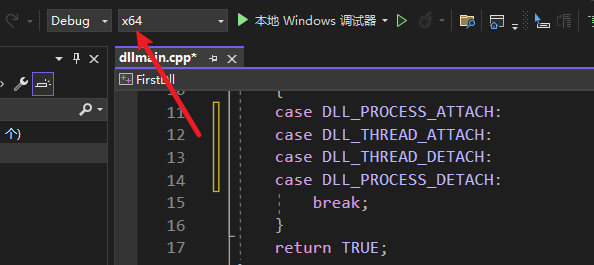 Debug x64 本地 Windows 调试器
dllmain.cpp*
FirstDll
个)
11 case DLL_PROCESS_ATTACH:
12 case DLL_THREAD_ATTACH:
13 case DLL_THREAD_DETACH:
14 case DLL_PROCESS_DETACH:
15 break;
16 }
17 return TRUE;